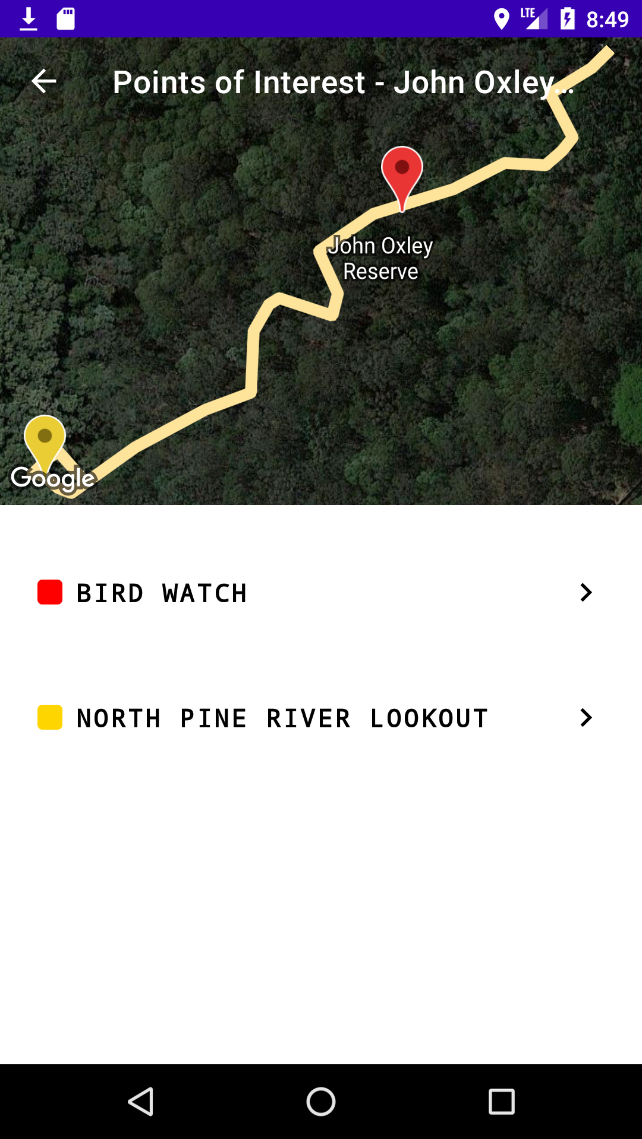 LTE 8:49
Points of Interest - John Oxley...
John Oxley
Reserve
Google
BIRD WATCH
NORTH PINE RIVER LOOKOUT